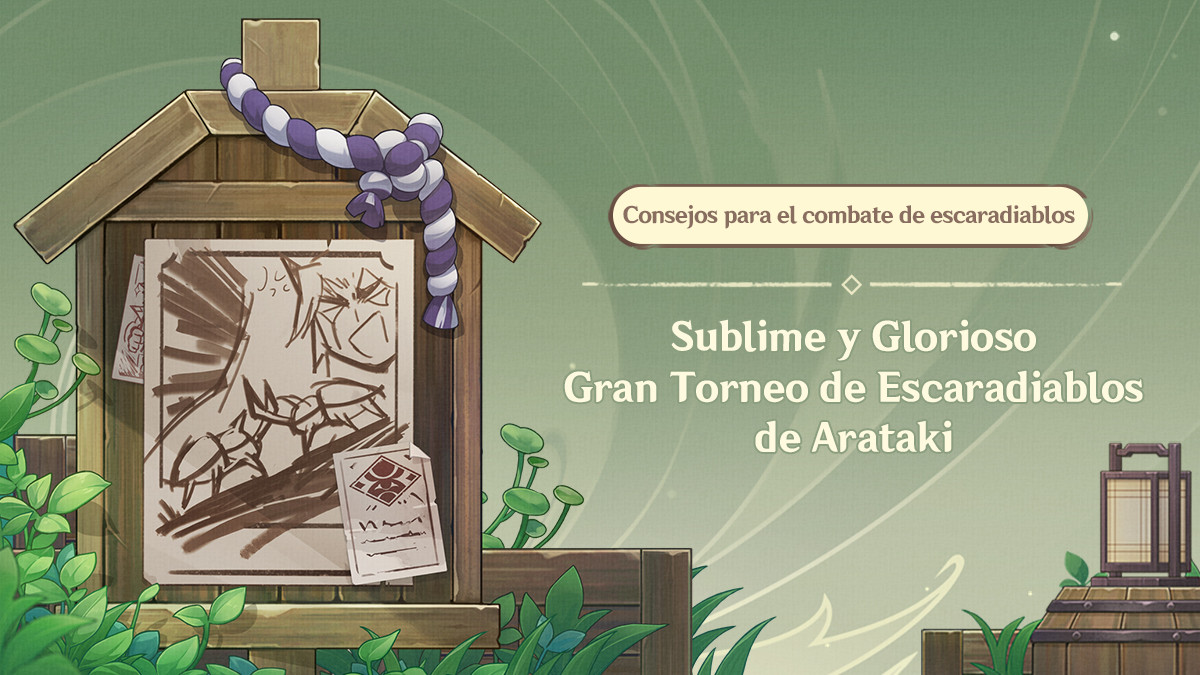 Consejos para el combate de escaradiablos
Sublime y Glorioso
Gran Torneo de Escaradiablos
de Arataki